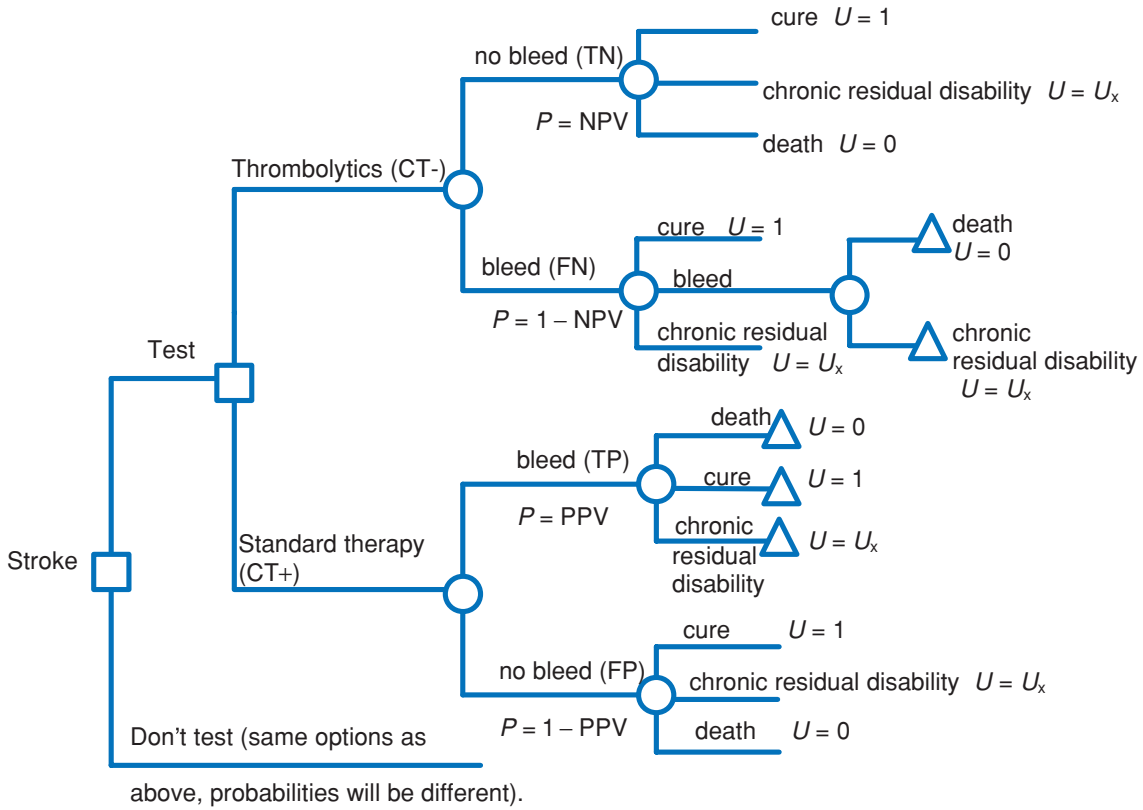 cure U = 1
no bleed (TN)
chronic residual disability U = Ux
P = NPV
death U = 0
Thrombolytics (CT-)
cure U = 1
death
U = 0
bleed (FN)
bleed
P = 1 – NPV
chronic residual
disability U = Ux
chronic
residual disability
U = Ux
Test
death U = 0
bleed (TP)
cure U = 1
P = PPV
chronic
residual
disability
U = Ux
Stroke
Standard therapy
(CT+)
cure U = 1
no bleed (FP)
chronic residual disability U = Ux
P = 1 – PPV
death U = 0
Don't test (same options as
above, probabilities will be different).